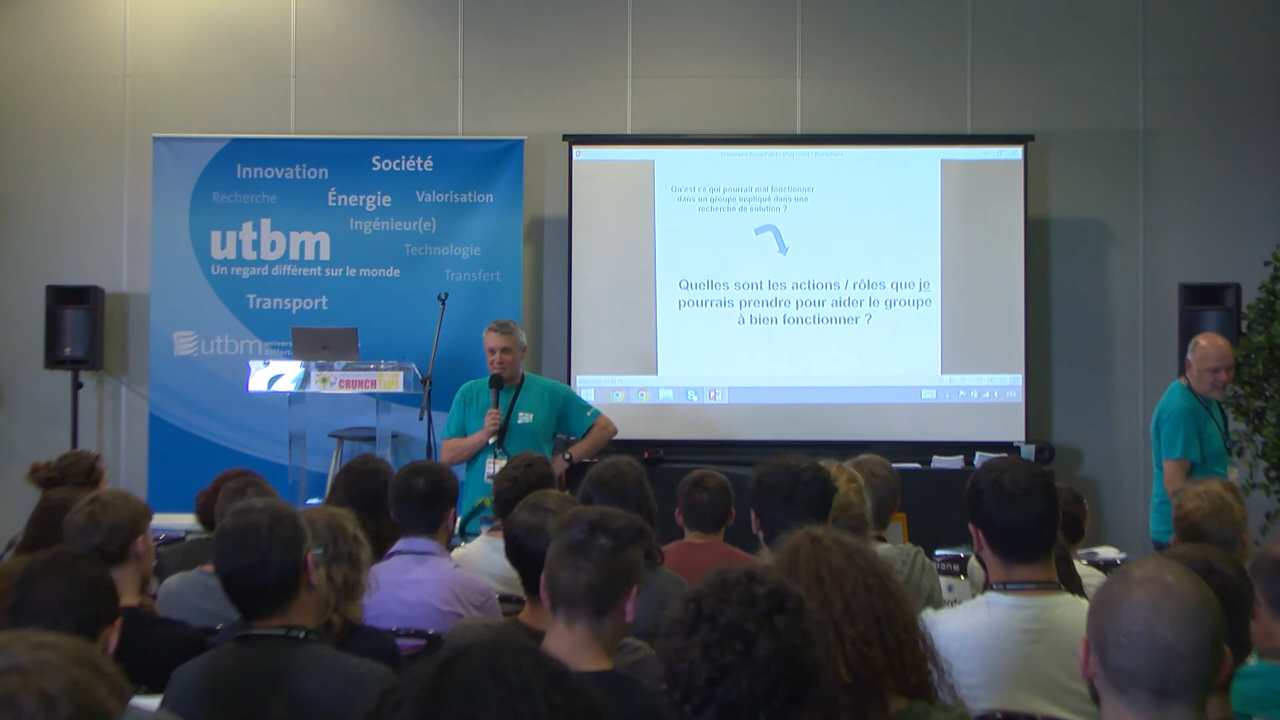 Innovation
Société
Recherche
Énergie
Valorisation
Ingénieur(e)
utbm
Technologie
Un regard différent sur le monde
Transfert
Transport
utbm
CRUNCH
Qu'est ce qui pourrait mal fonctionner
dans un groupe impliqué dans une
recherche de solution ?
Quelles sont les actions / rôles que je
pourrais prendre pour aider le groupe
à bien fonctionner ?